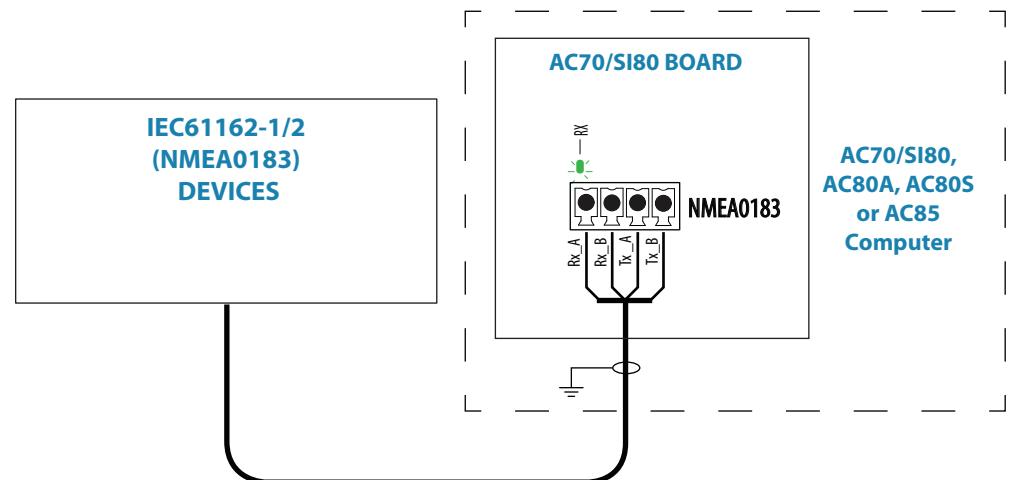 AC70/SI80 BOARD
IEC61162-1/2
(NMEA0183)
DEVICES
RX
NMEA0183
Rx_A
Rx_B
Tx_A
Tx_B
AC70/SI80,
AC80A, AC80S
or AC85
Computer